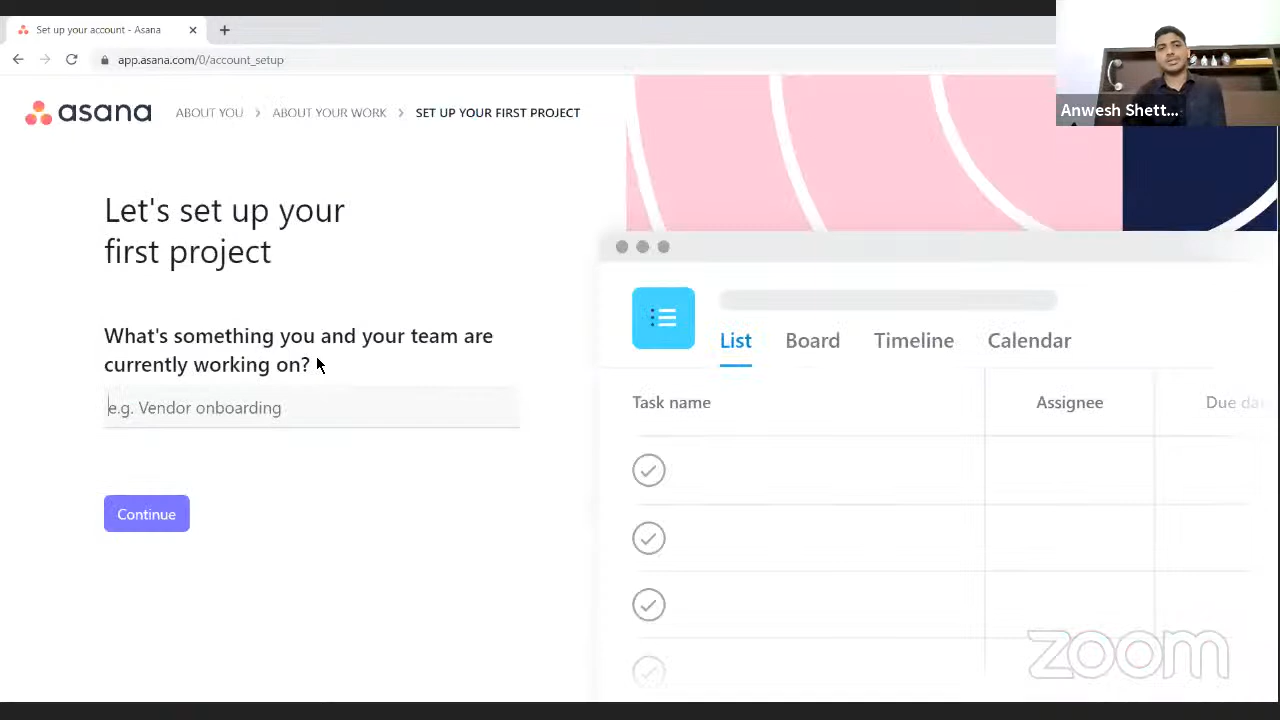 Set up your account - Asana
app.asana.com/0/account_setup
Anwesh Shett...
asana ABOUT YOU > ABOUT YOUR WORK > SET UP YOUR FIRST PROJECT
Let's set up your
first project
What's something you and your team are
currently working on?
e.g. Vendor onboarding
Continue
List Board Timeline Calendar
Task name Assignee Due da
zoom